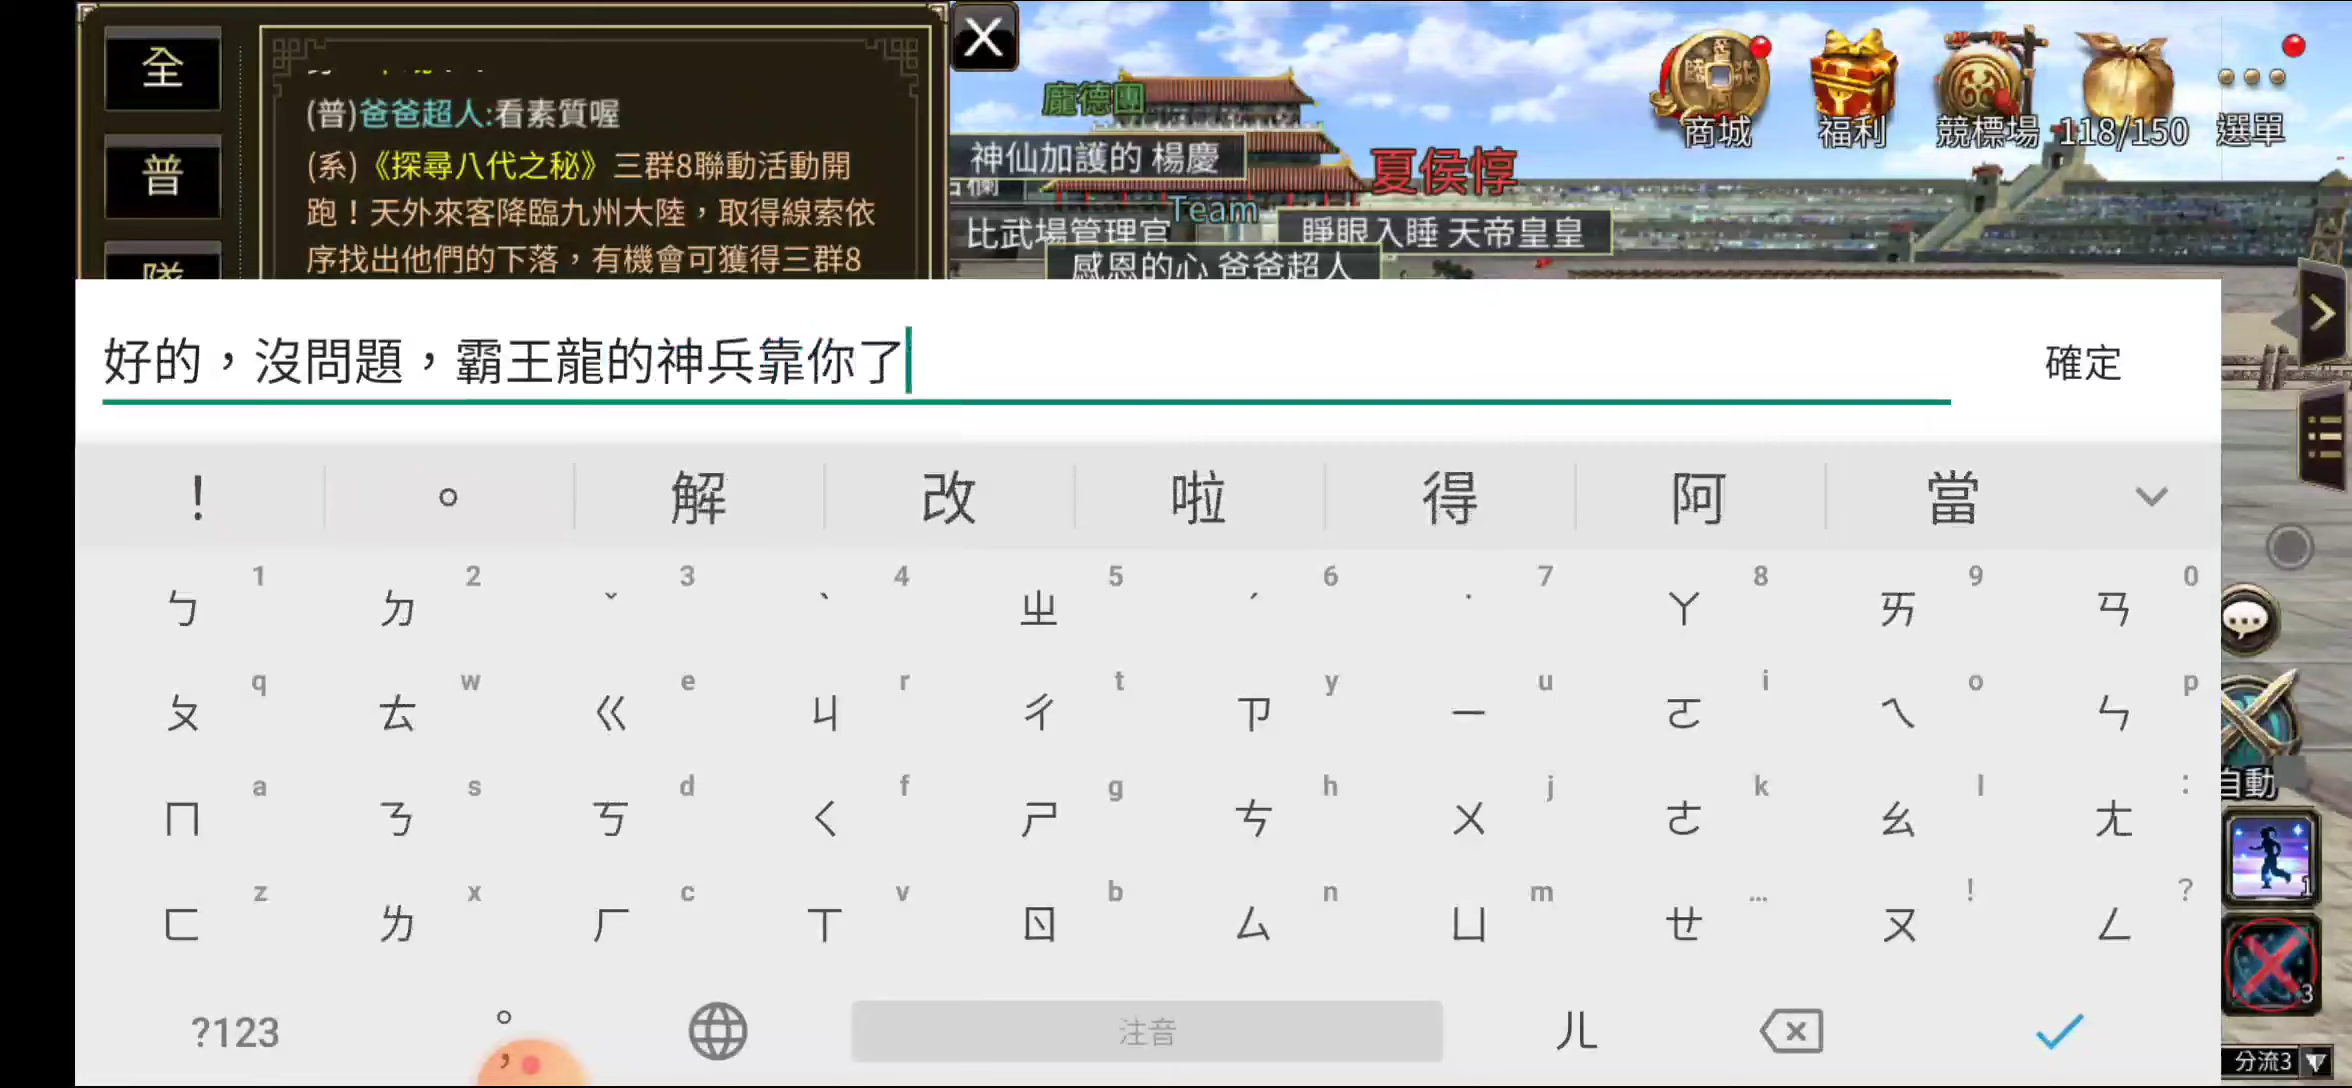 全
(普)爸爸超人:看素質喔
普
(系)《探尋八代之秘》三群8聯動活動開
跑！天外來客降臨九州大陸，取得線索依
序找出他們的下落，有機會可獲得三群8
龐德團
神仙加護的 楊慶
夏侯惇
Team
比武場管理官
睜眼入睡 天帝皇皇
感恩的心 爸爸超人
商城
福利
競標場
118/150
選單
好的，沒問題，霸王龍的神兵靠你了
確定
！ 。 解 改 啦 得 阿 當
1 2 3 4 5 6 7 8 9 0
ㄅ ㄉ ˇ ˋ ㄓ ˊ ˙ ㄚ ㄞ ㄢ
q w e r t y u i o p
ㄆ ㄊ ㄍ ㄐ ㄔ ㄗ ㄧ ㄛ ㄟ ㄣ
a s d f g h j k l :
ㄇ ㄋ ㄎ ㄑ ㄕ ㄘ ㄨ ㄜ ㄠ ㄤ
z x c v b n m … ! ?
ㄈ ㄌ ㄏ ㄒ ㄖ ㄙ ㄩ ㄝ ㄡ ㄥ
?123 。 ， 注音 ㄦ
自動
1
3
分流3